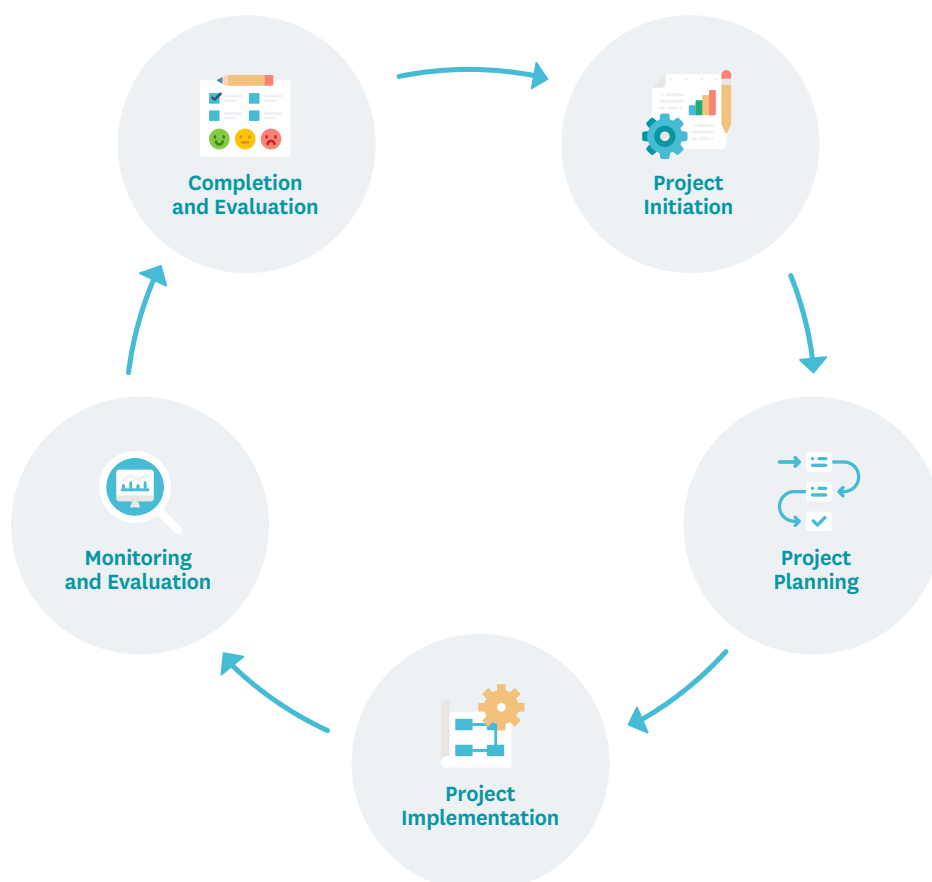 Completion
and Evaluation
Project
Initiation
Monitoring
and Evaluation
Project
Planning
Project
Implementation